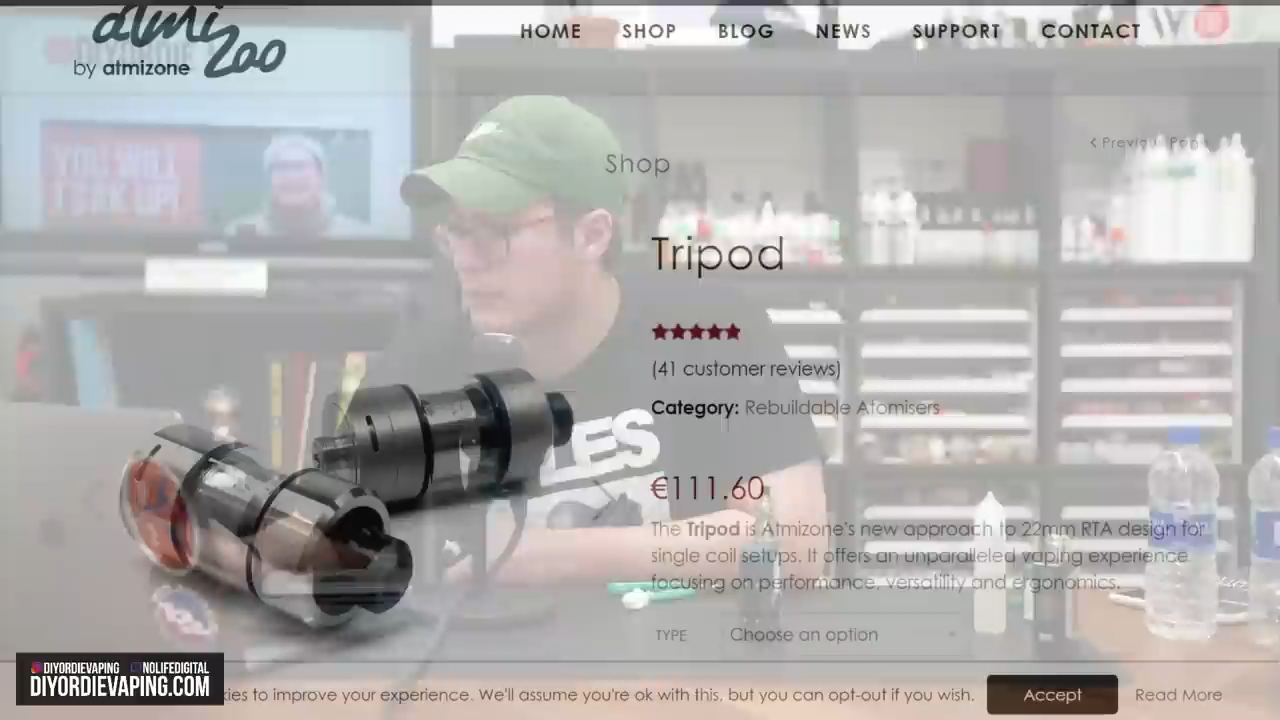 atmi
Zoo
by atmizone
HOME SHOP BLOG NEWS SUPPORT CONTACT
YOU WILL
Shop
Tripod
(41 customer reviews)
Category: Rebuildable Atomisers
LES
€111.60
The Tripod is Atmizone's new approach to 22mm RTA design for
single coil setups. It offers an unparalleled vaping experience
focusing on performance, versatility and ergonomics.
TYPE Choose an option
DIYORDIEVAPING NOLIFEDIGITAL
DIYORDIEVAPING.COM
to improve your experience. We'll assume you're ok with this, but you can opt-out if you wish. Accept Read More